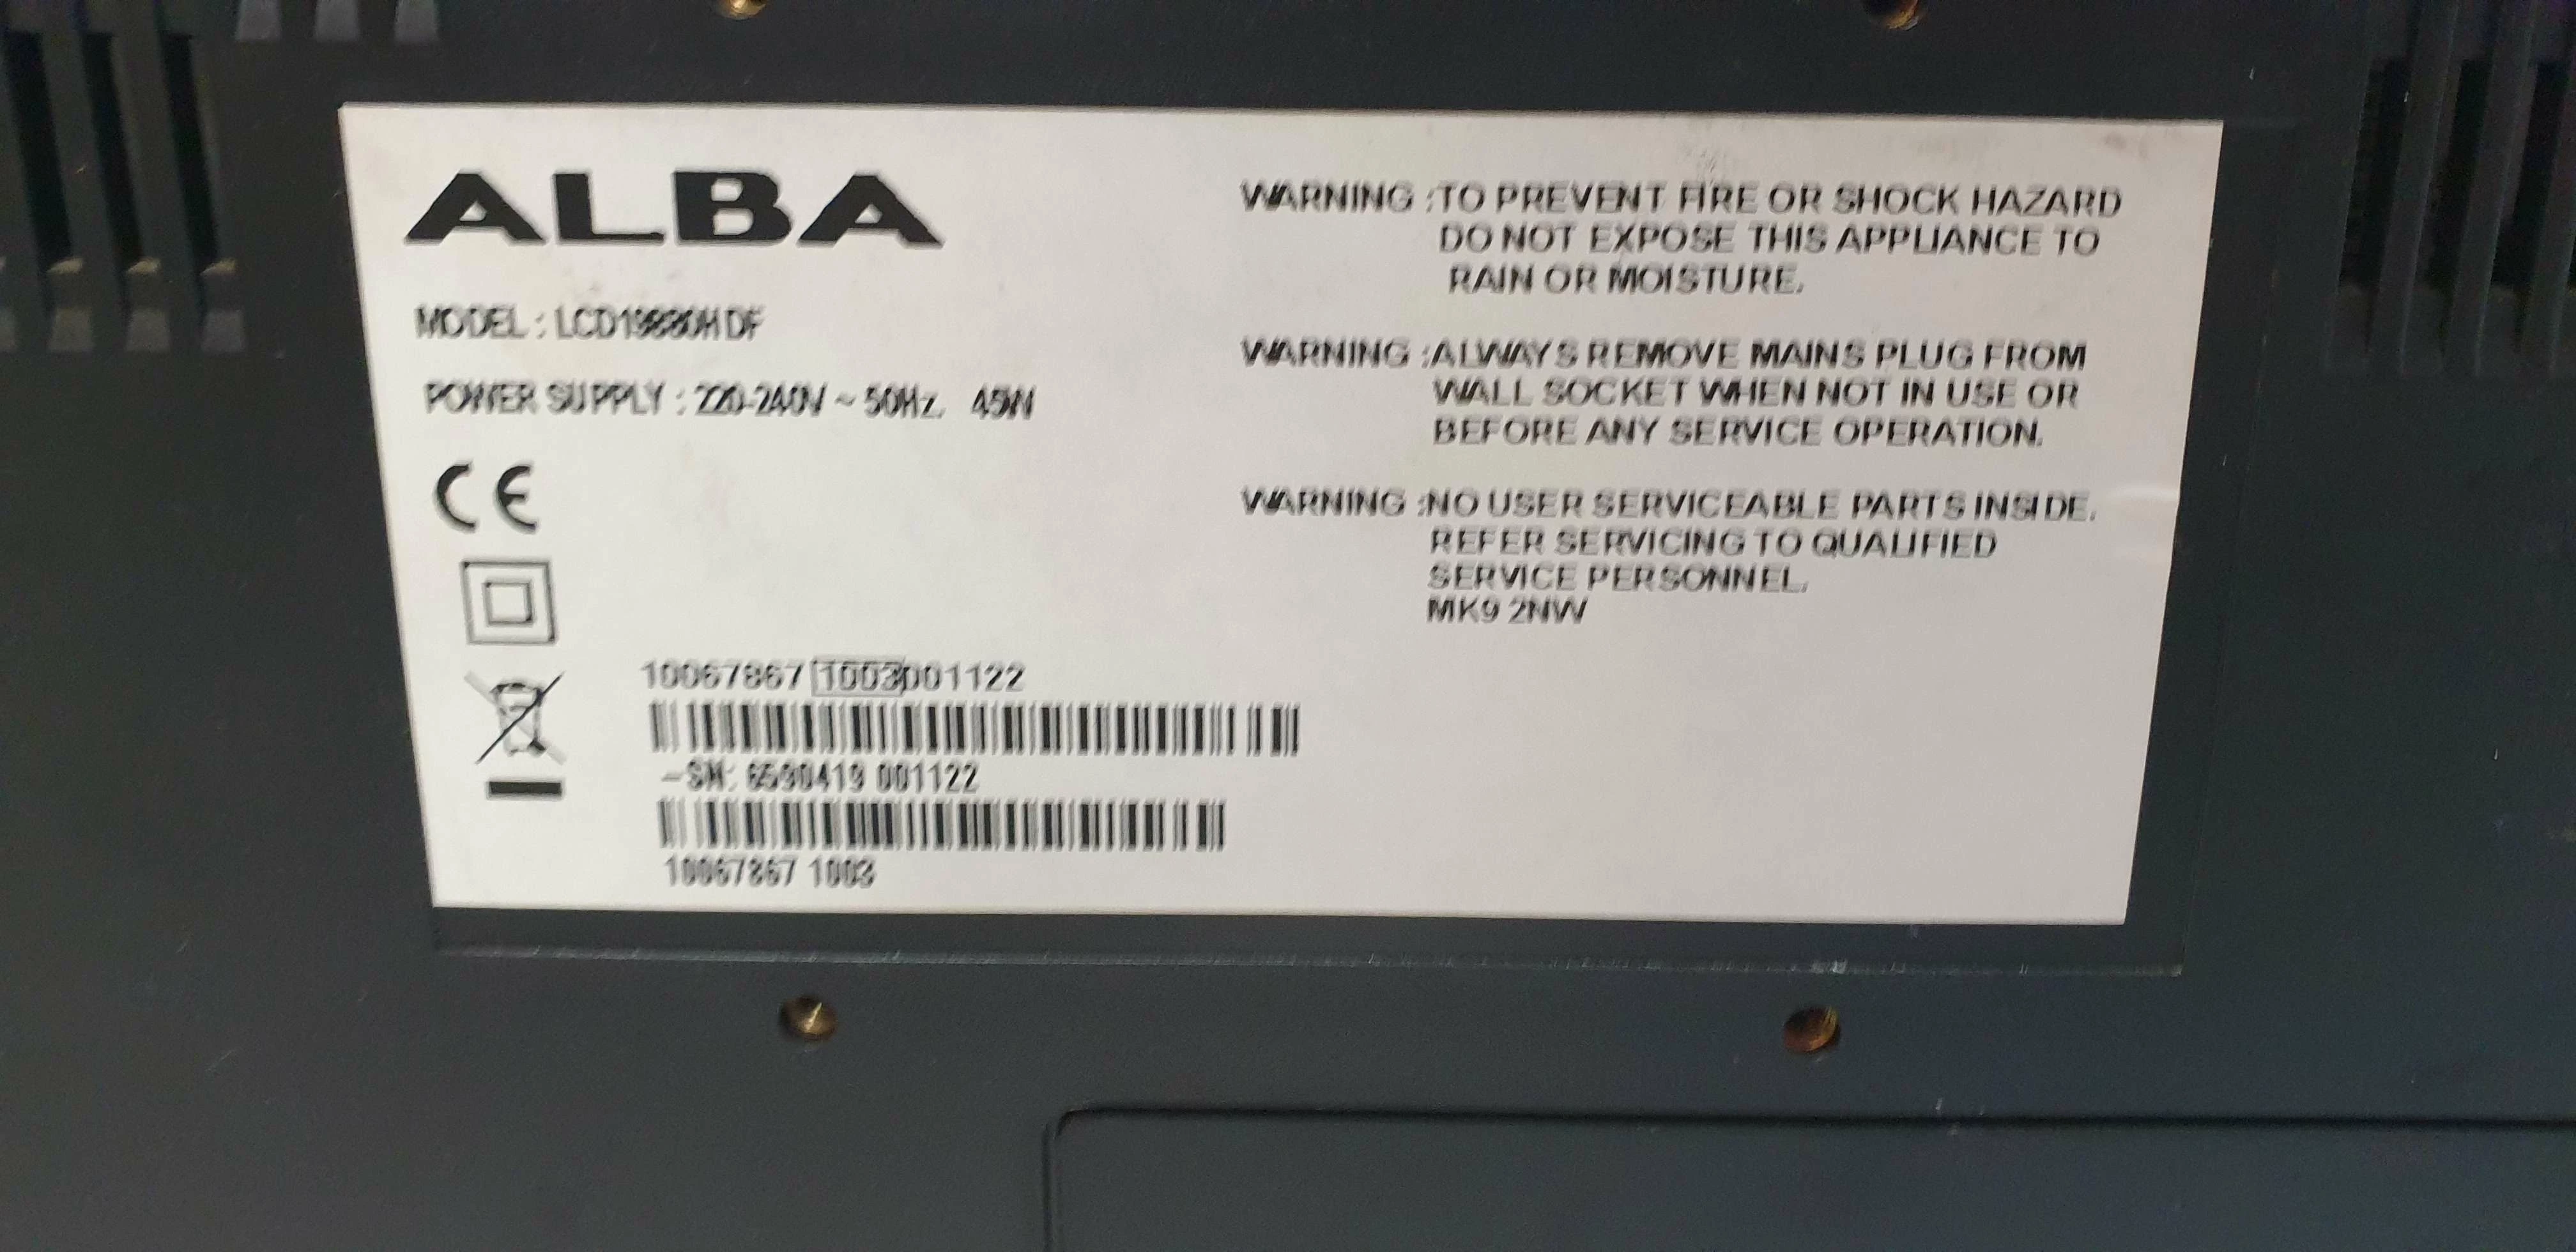 ALBA
MODEL : LCD19880HDF
POWER SUPPLY : 220-240V ~ 50Hz. 45W
CE
WARNING :TO PREVENT FIRE OR SHOCK HAZARD
DO NOT EXPOSE THIS APPLIANCE TO
RAIN OR MOISTURE.
WARNING :ALWAYS REMOVE MAINS PLUG FROM
WALL SOCKET WHEN NOT IN USE OR
BEFORE ANY SERVICE OPERATION.
WARNING :NO USER SERVICEABLE PARTS INSIDE.
REFER SERVICING TO QUALIFIED
SERVICE PERSONNEL.
MK9 2NW
10067867 1003001122
-SN: 6590419 001122
10067867 1003